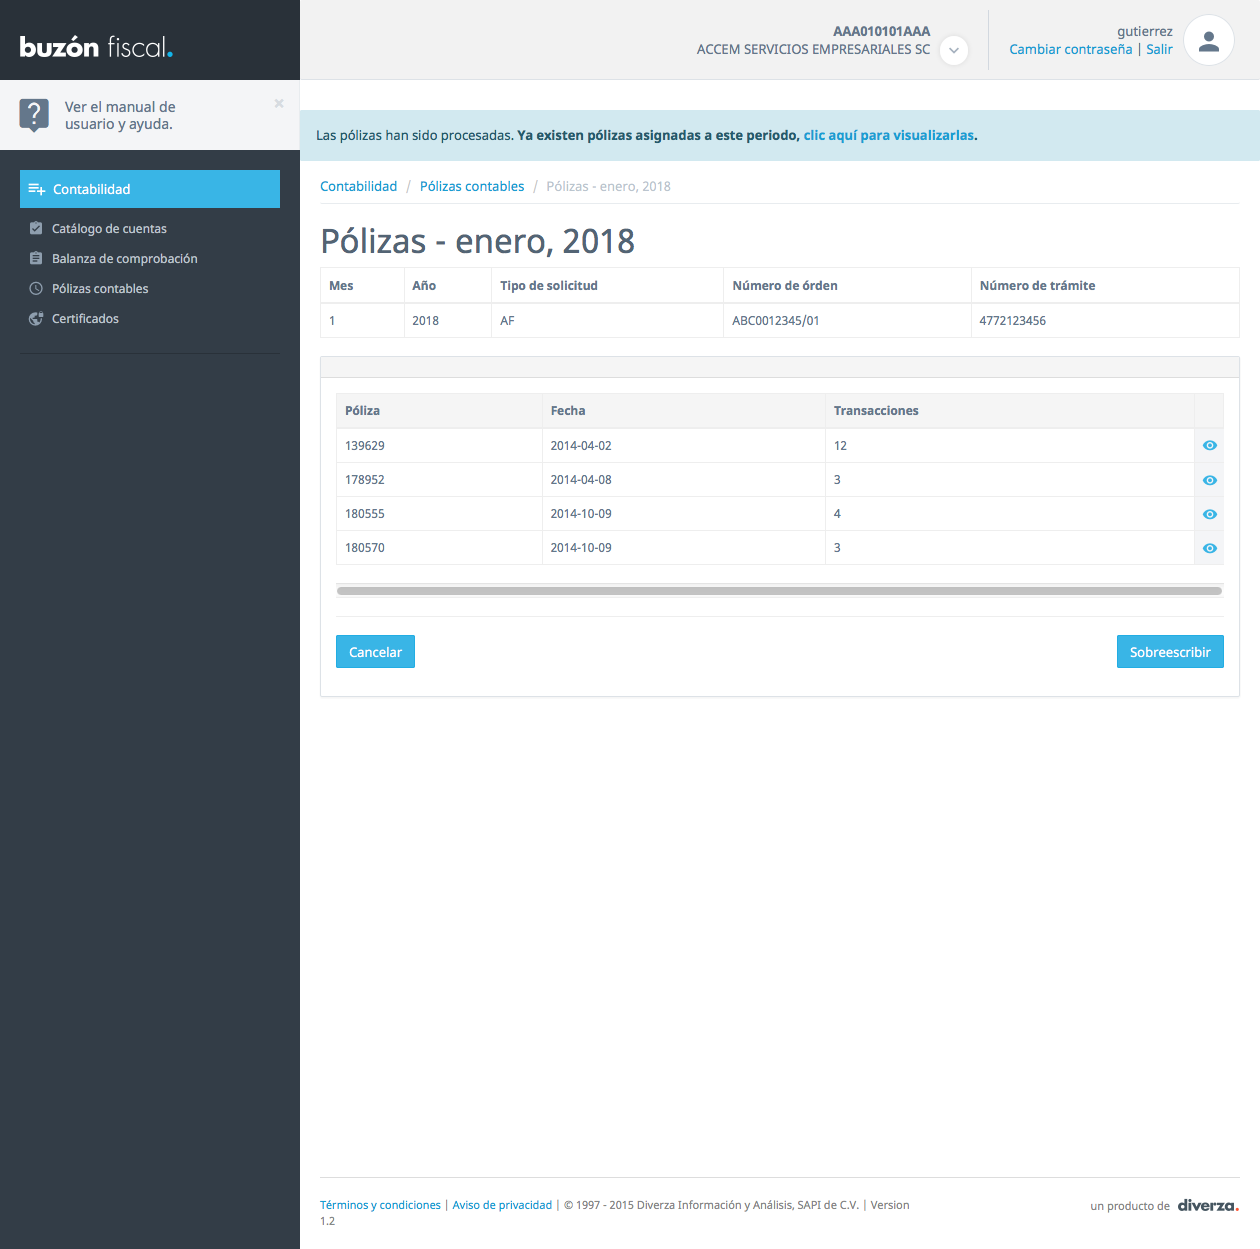 buzón fiscal.
AAA010101AAA
ACCEM SERVICIOS EMPRESARIALES SC
gutierrez
Cambiar contraseña | Salir
Ver el manual de
usuario y ayuda.
Contabilidad
Catálogo de cuentas
Balanza de comprobación
Pólizas contables
Certificados
Las pólizas han sido procesadas. Ya existen pólizas asignadas a este periodo, clic aquí para visualizarlas.
Contabilidad / Pólizas contables / Pólizas - enero, 2018
Pólizas - enero, 2018
Mes Año Tipo de solicitud Número de órden Número de trámite
1 2018 AF ABC0012345/01 4772123456
Póliza Fecha Transacciones
139629 2014-04-02 12
178952 2014-04-08 3
180555 2014-10-09 4
180570 2014-10-09 3
Cancelar Sobreescribir
Términos y condiciones | Aviso de privacidad | © 1997 - 2015 Diverza Información y Análisis, SAPI de C.V. | Version
1.2
un producto de diverza.